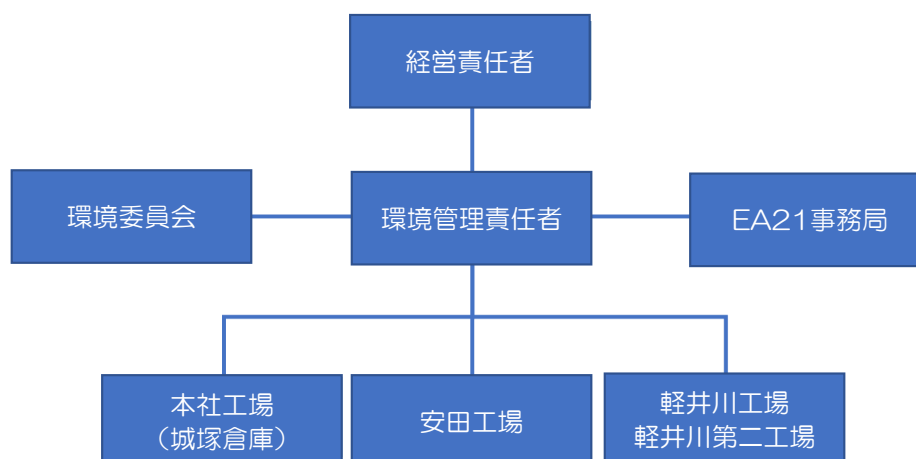 経営責任者
環境委員会
環境管理責任者
EA21事務局
本社工場
（城塚倉庫）
安田工場
軽井川工場
軽井川第二工場